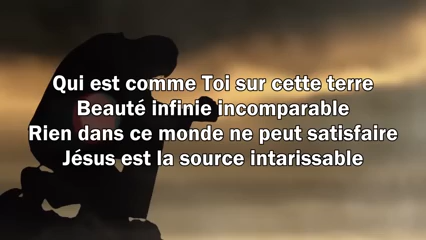 Qui est comme Toi sur cette terre
Beauté infinie incomparable
Rien dans ce monde ne peut satisfaire
Jésus est la source intarissable